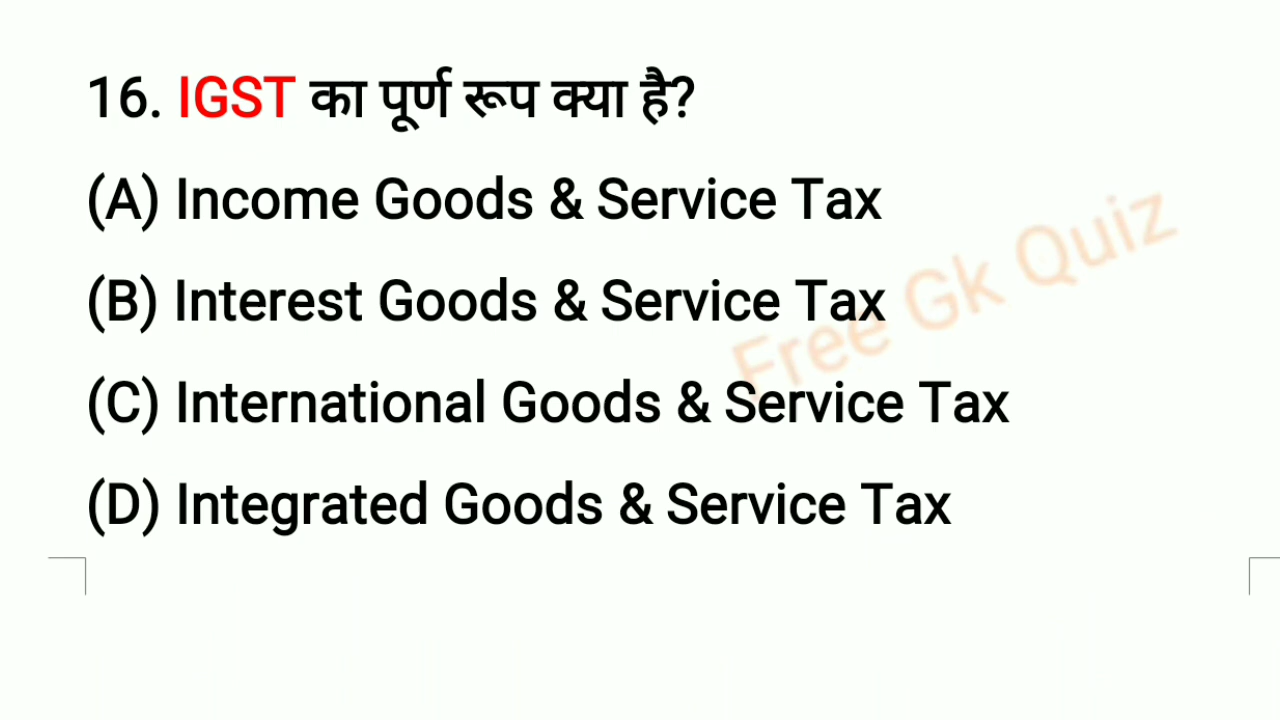 16. IGST का पूर्ण रूप क्या है?
(A) Income Goods & Service Tax
(B) Interest Goods & Service Tax
(C) International Goods & Service Tax
(D) Integrated Goods & Service Tax
Free Gk Quiz